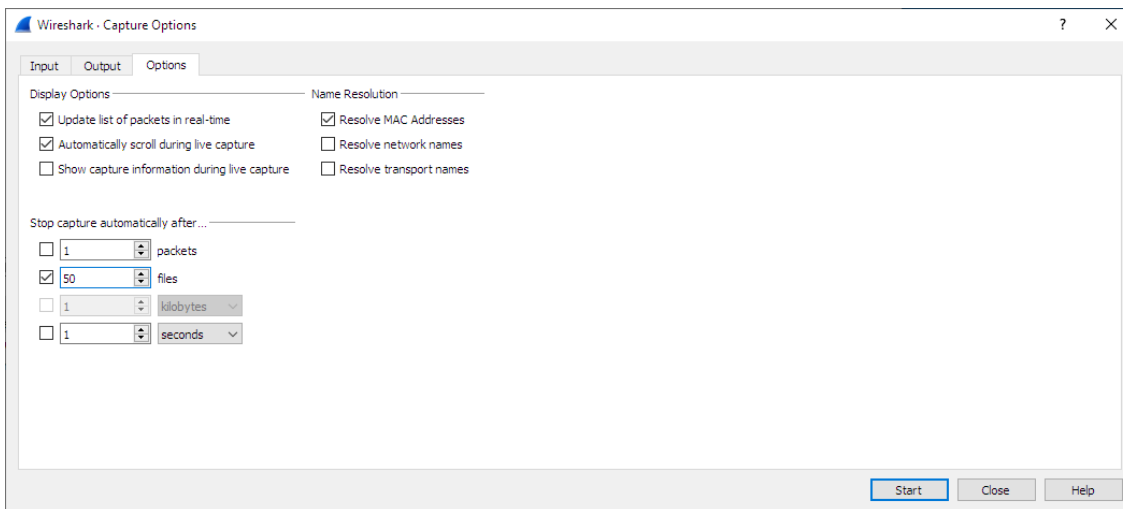 Wireshark · Capture Options
?
Input Output Options
Display Options
Update list of packets in real-time
Automatically scroll during live capture
Show capture information during live capture
Name Resolution
Resolve MAC Addresses
Resolve network names
Resolve transport names
Stop capture automatically after...
1 packets
50 files
1 kilobytes
1 seconds
Start Close Help